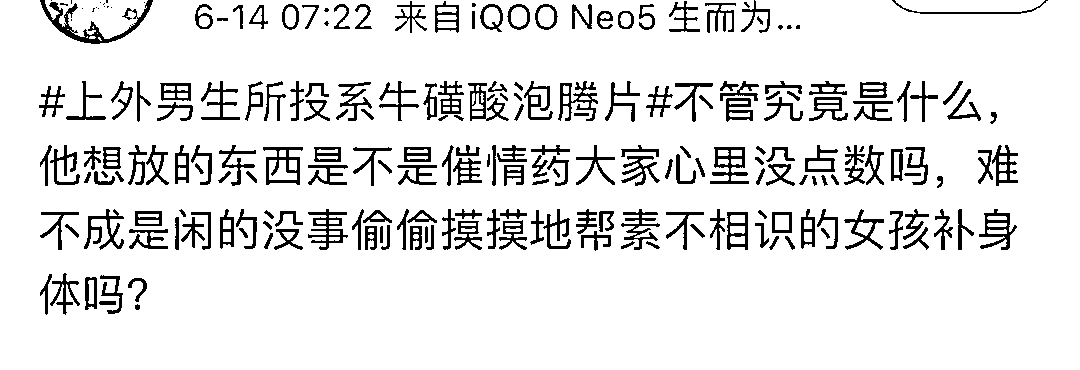 6-14 07:22 来自iQOO Neo5 生而为...
#上外男生所投系牛磺酸泡腾片#不管究竟是什么，
他想放的东西是不是催情药大家心里没点数吗，难
不成是闲的没事偷偷摸摸地帮素不相识的女孩补身
体吗？